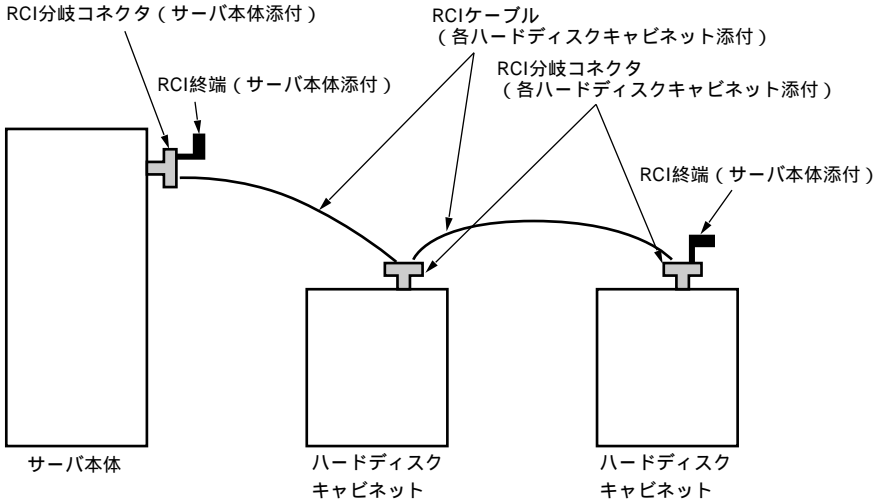 RCI分岐コネクタ（サーバ本体添付）
RCIケーブル
（各ハードディスクキャビネット添付）
RCI終端（サーバ本体添付）
RCI分岐コネクタ
（各ハードディスクキャビネット添付）
RCI終端（サーバ本体添付）
サーバ本体
ハードディスク
キャビネット
ハードディスク
キャビネット